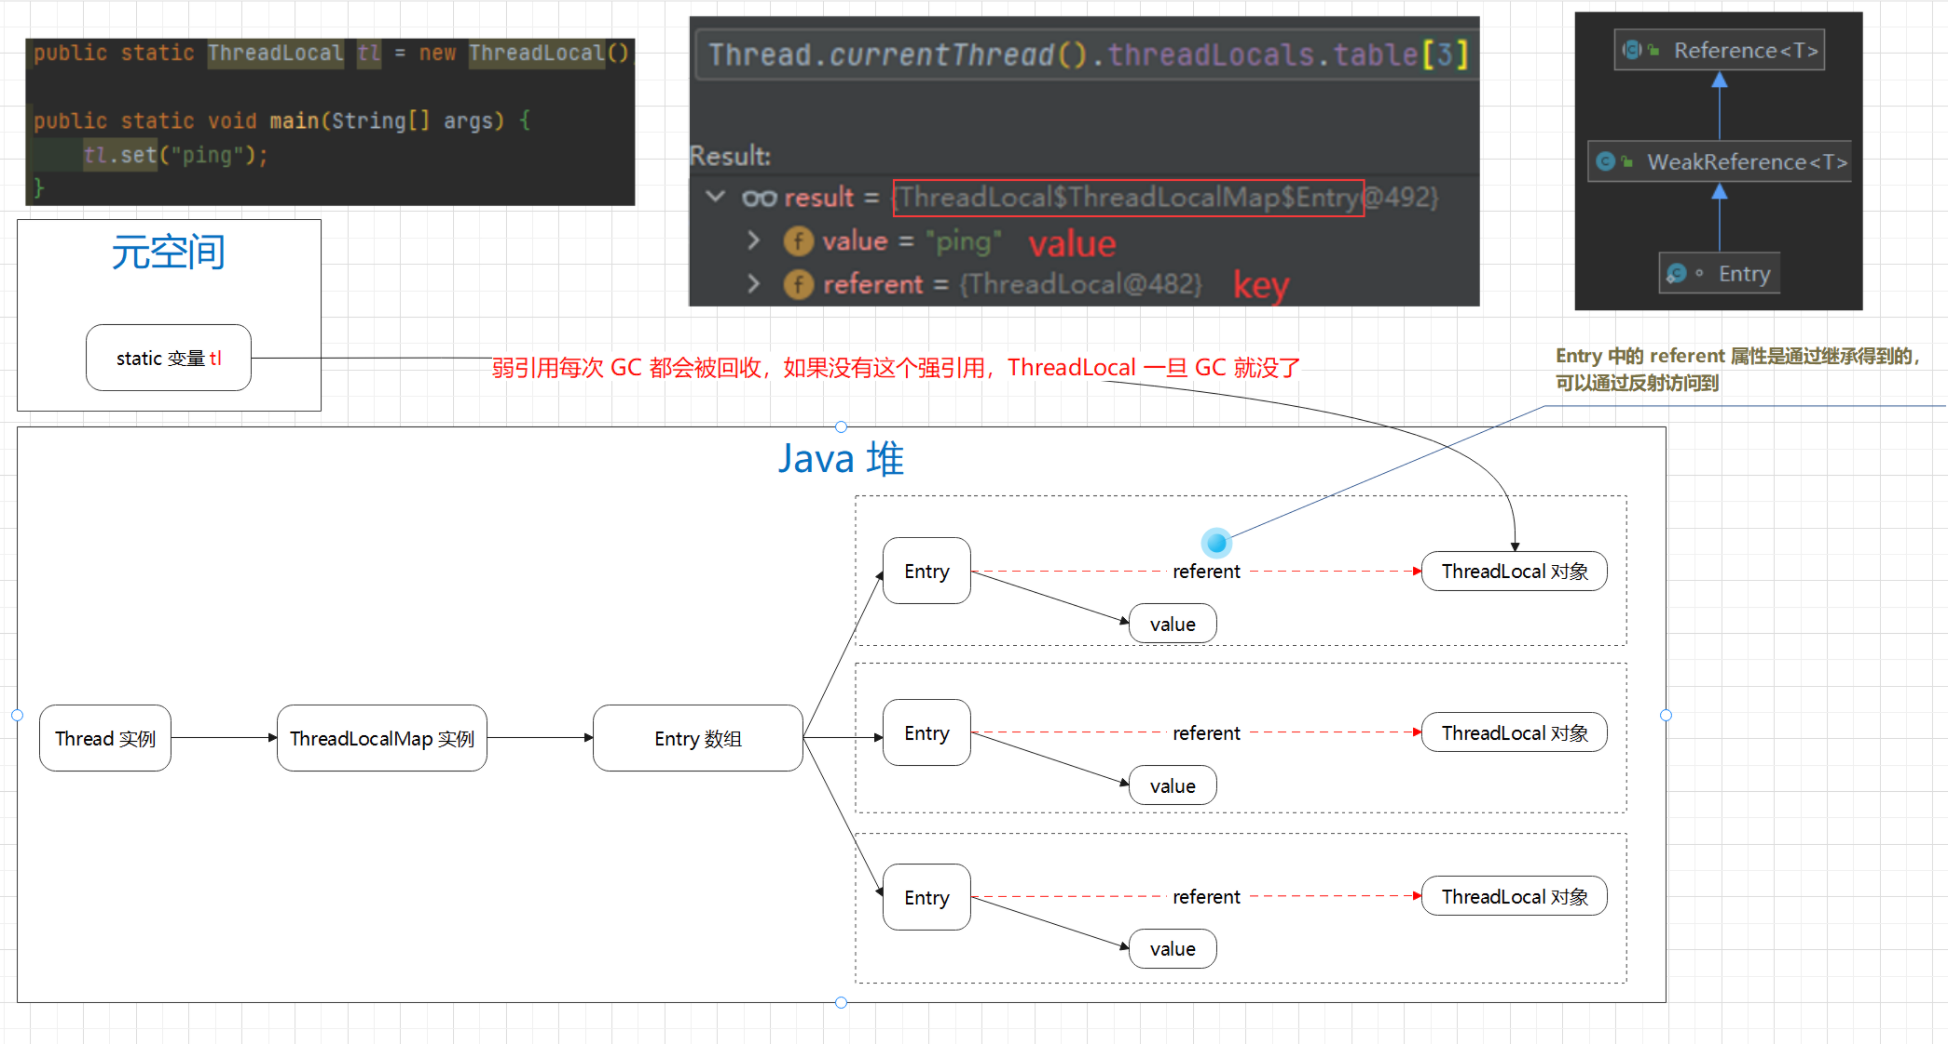 public static ThreadLocal tl = new ThreadLocal()
public static void main(String[] args) {
tl.set("ping");
}
Thread.currentThread().threadLocals.table[3]
Result:
result = {ThreadLocal$ThreadLocalMap$Entry@492}
value = "ping" value
referent = {ThreadLocal@482} key
Reference<T>
WeakReference<T>
Entry
元空间
static 变量 tl
弱引用每次 GC 都会被回收，如果没有这个强引用，ThreadLocal 一旦 GC 就没了
Entry 中的 referent 属性是通过继承得到的，
可以通过反射访问到
Java 堆
Entry
referent
ThreadLocal 对象
value
Thread 实例
ThreadLocalMap 实例
Entry 数组
Entry
referent
ThreadLocal 对象
value
Entry
referent
ThreadLocal 对象
value